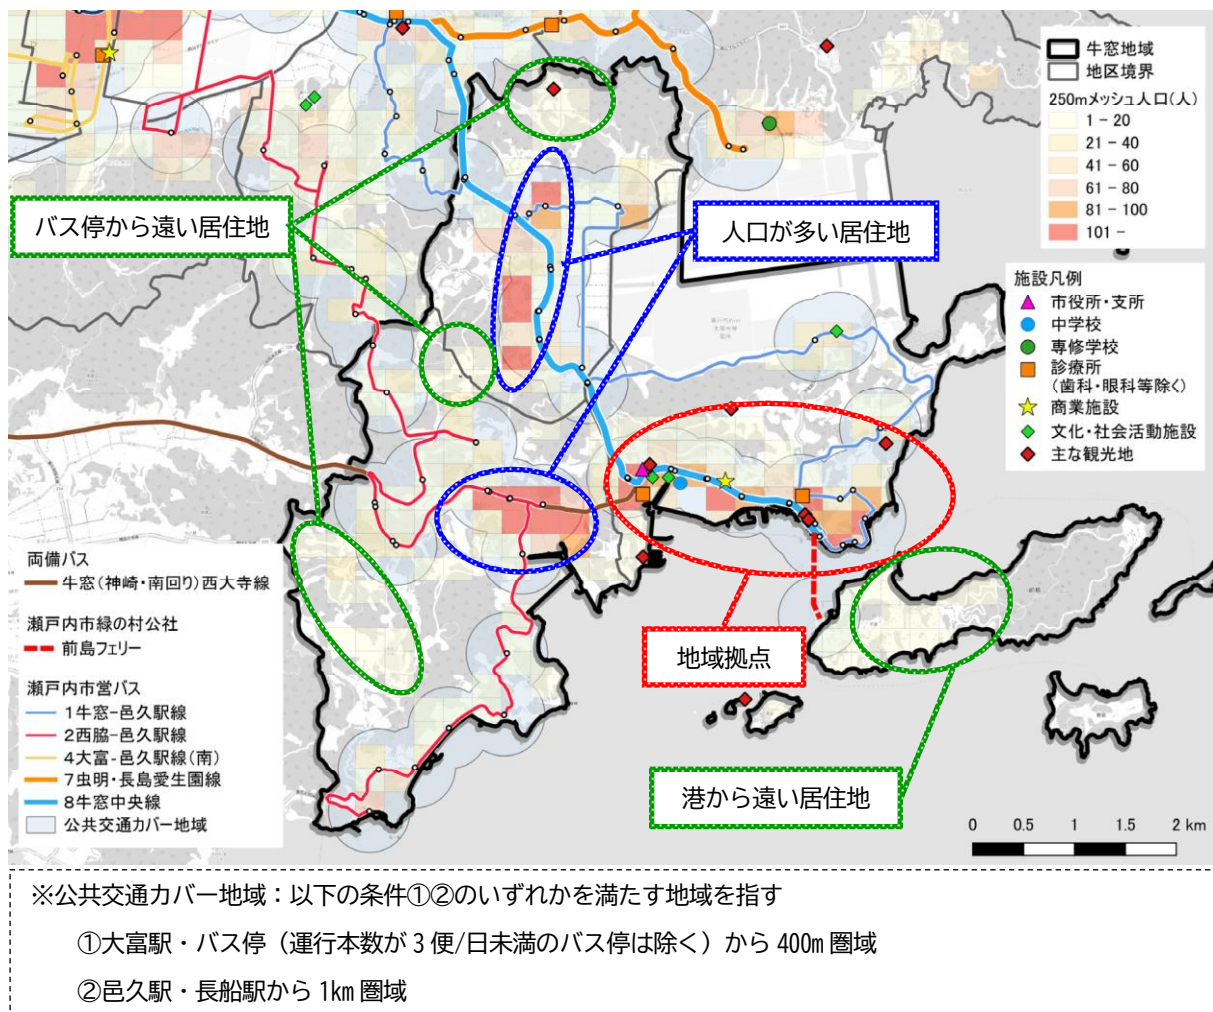 牛窓地域
地区境界
250mメッシュ人口(人)
1 - 20
21 - 40
41 - 60
61 - 80
81 - 100
101 -
施設凡例
市役所・支所
中学校
専修学校
診療所
(歯科・眼科等除く)
商業施設
文化・社会活動施設
主な観光地
バス停から遠い居住地
人口が多い居住地
地域拠点
港から遠い居住地
両備バス
牛窓(神崎・南回り)西大寺線
瀬戸内市緑の村公社
前島フェリー
瀬戸内市営バス
1牛窓-邑久駅線
2西脇-邑久駅線
4大富-邑久駅線(南)
7虫明・長島愛生園線
8牛窓中央線
公共交通カバー地域
0 0.5 1 1.5 2 km
※公共交通カバー地域：以下の条件①②のいずれかを満たす地域を指す
①大富駅・バス停（運行本数が3便/日未満のバス停は除く）から400m圏域
②邑久駅・長船駅から1km圏域